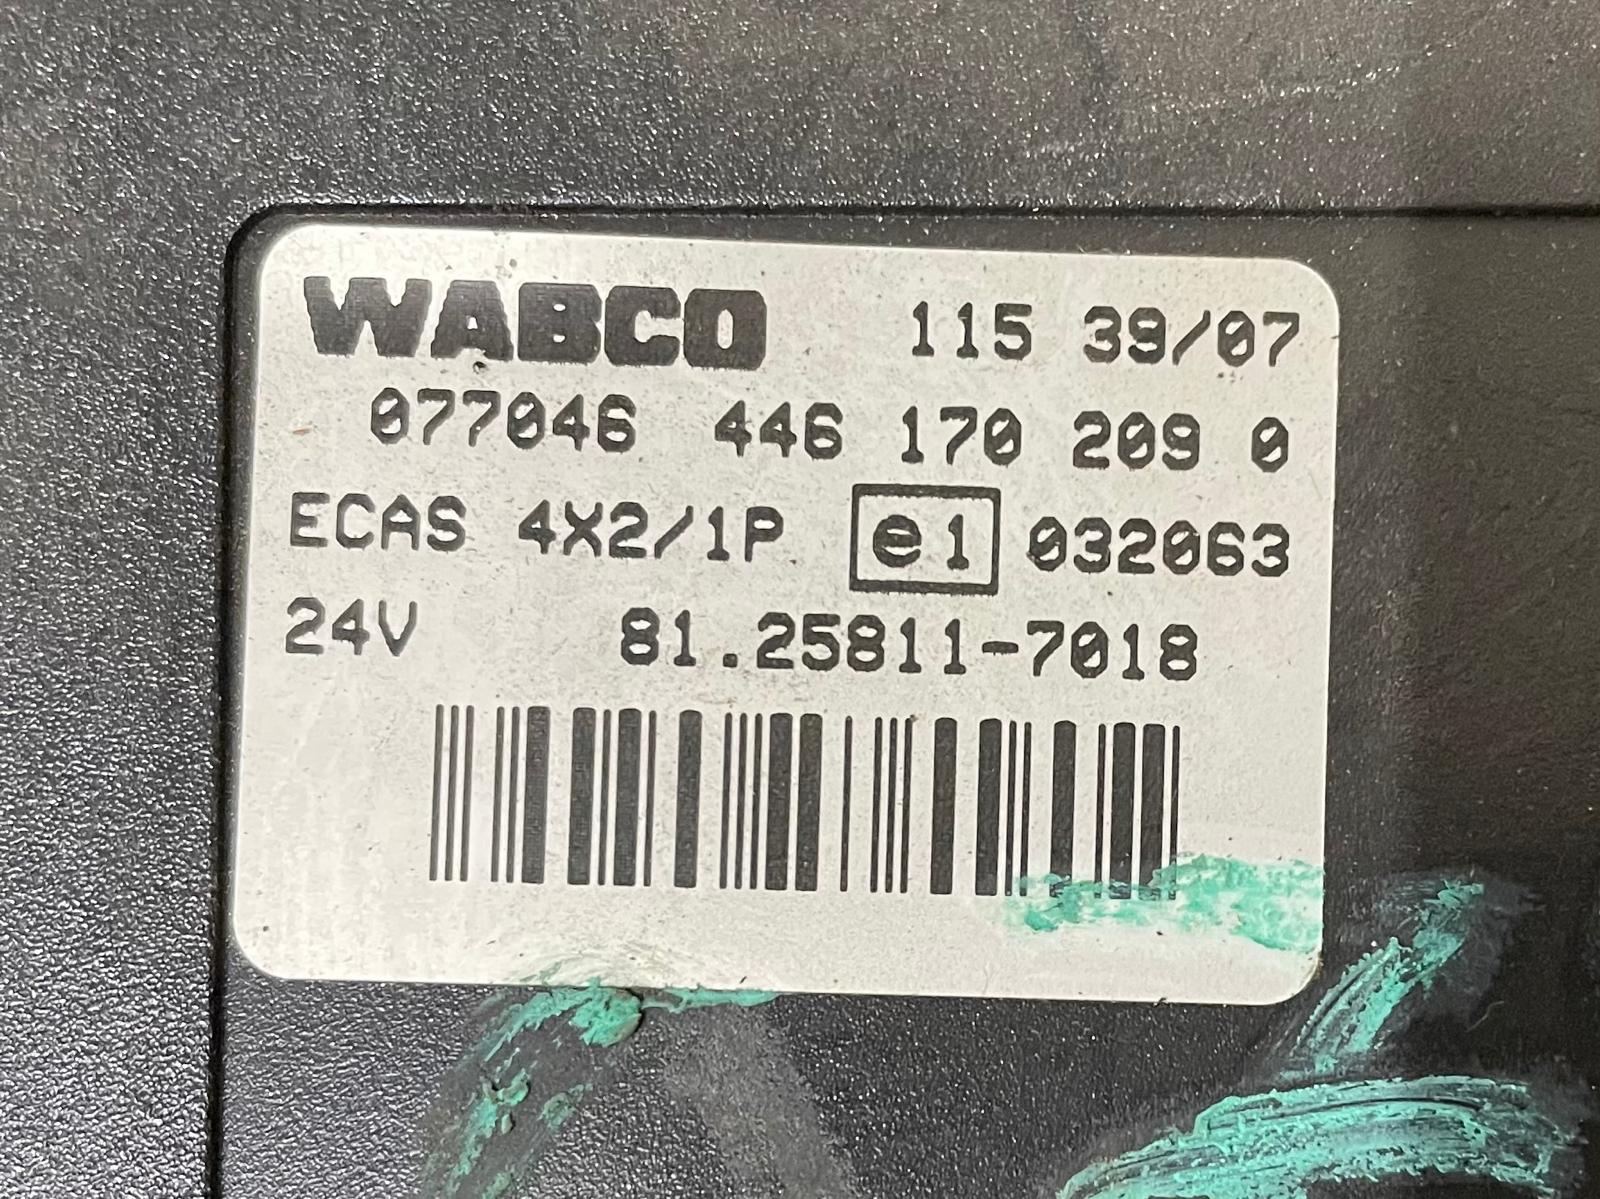 WABCO 115 39/07
077046 446 170 209 0
ECAS 4X2/1P e1 032063
24V 81.25811-7018